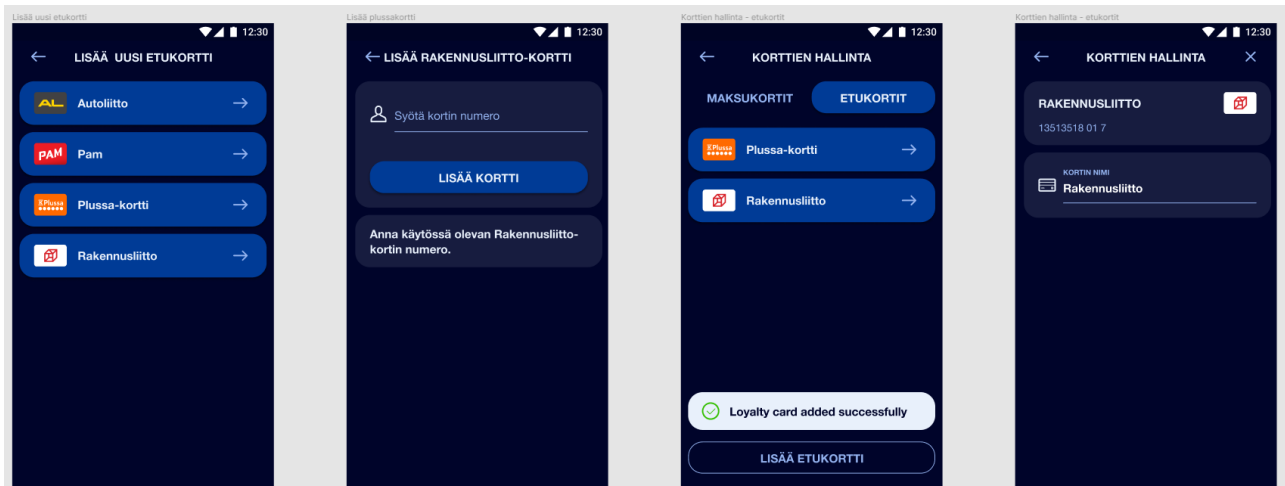 Lisää uusi etukortti
12:30
LISÄÄ UUSI ETUKORTTI
AL
Autoliitto
PAM
Pam
K Plussa
Plussa-kortti
Rakennusliitto
Lisää plussakortti
12:30
LISÄÄ RAKENNUSLIITTO-KORTTI
Syötä kortin numero
LISÄÄ KORTTI
Anna käytössä olevan Rakennusliitto-
kortin numero.
Korttien hallinta - etukortit
12:30
KORTTIEN HALLINTA
MAKSUKORTIT
ETUKORTIT
K Plussa
Plussa-kortti
Rakennusliitto
Loyalty card added successfully
LISÄÄ ETUKORTTI
Korttien hallinta - etukortit
12:30
KORTTIEN HALLINTA
RAKENNUSLIITTO
13513518 01 7
KORTIN NIMI
Rakennusliitto